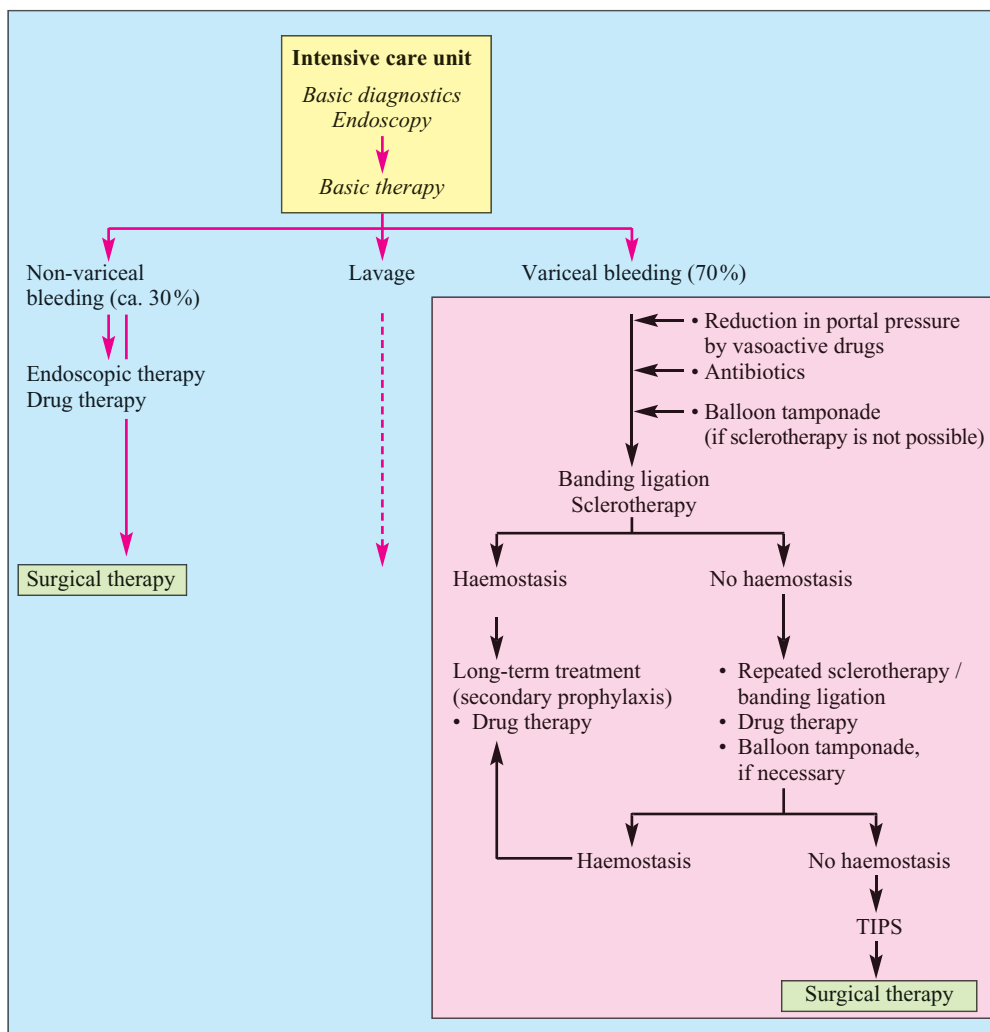 Intensive care unit
Basic diagnostics
Endoscopy
Basic therapy
Non-variceal
bleeding (ca. 30%)
Endoscopic therapy
Drug therapy
Surgical therapy
Lavage
Variceal bleeding (70%)
• Reduction in portal pressure
by vasoactive drugs
• Antibiotics
• Balloon tamponade
(if sclerotherapy is not possible)
Banding ligation
Sclerotherapy
Haemostasis
No haemostasis
Long-term treatment
(secondary prophylaxis)
• Drug therapy
• Repeated sclerotherapy /
banding ligation
• Drug therapy
• Balloon tamponade,
if necessary
Haemostasis
No haemostasis
TIPS
Surgical therapy